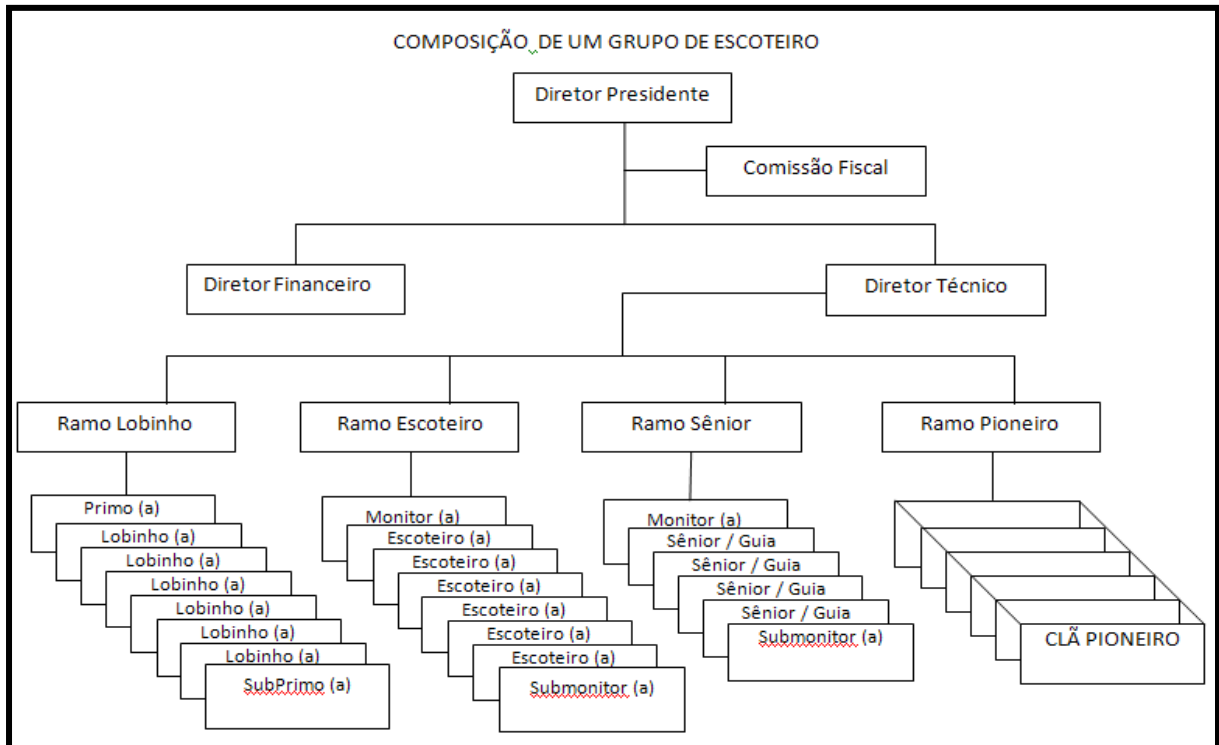 COMPOSIÇÃO DE UM GRUPO DE ESCOTEIRO
Diretor Presidente
Comissão Fiscal
Diretor Financeiro
Diretor Técnico
Ramo Lobinho
Ramo Escoteiro
Ramo Sênior
Ramo Pioneiro
Primo (a)
Lobinho (a)
Lobinho (a)
Lobinho (a)
Lobinho (a)
Lobinho (a)
Lobinho (a)
SubPrimo (a)
Monitor (a)
Escoteiro (a)
Escoteiro (a)
Escoteiro (a)
Escoteiro (a)
Escoteiro (a)
Escoteiro (a)
Submonitor (a)
Monitor (a)
Sênior / Guia
Sênior / Guia
Sênior / Guia
Sênior / Guia
Submonitor (a)
CLÃ PIONEIRO